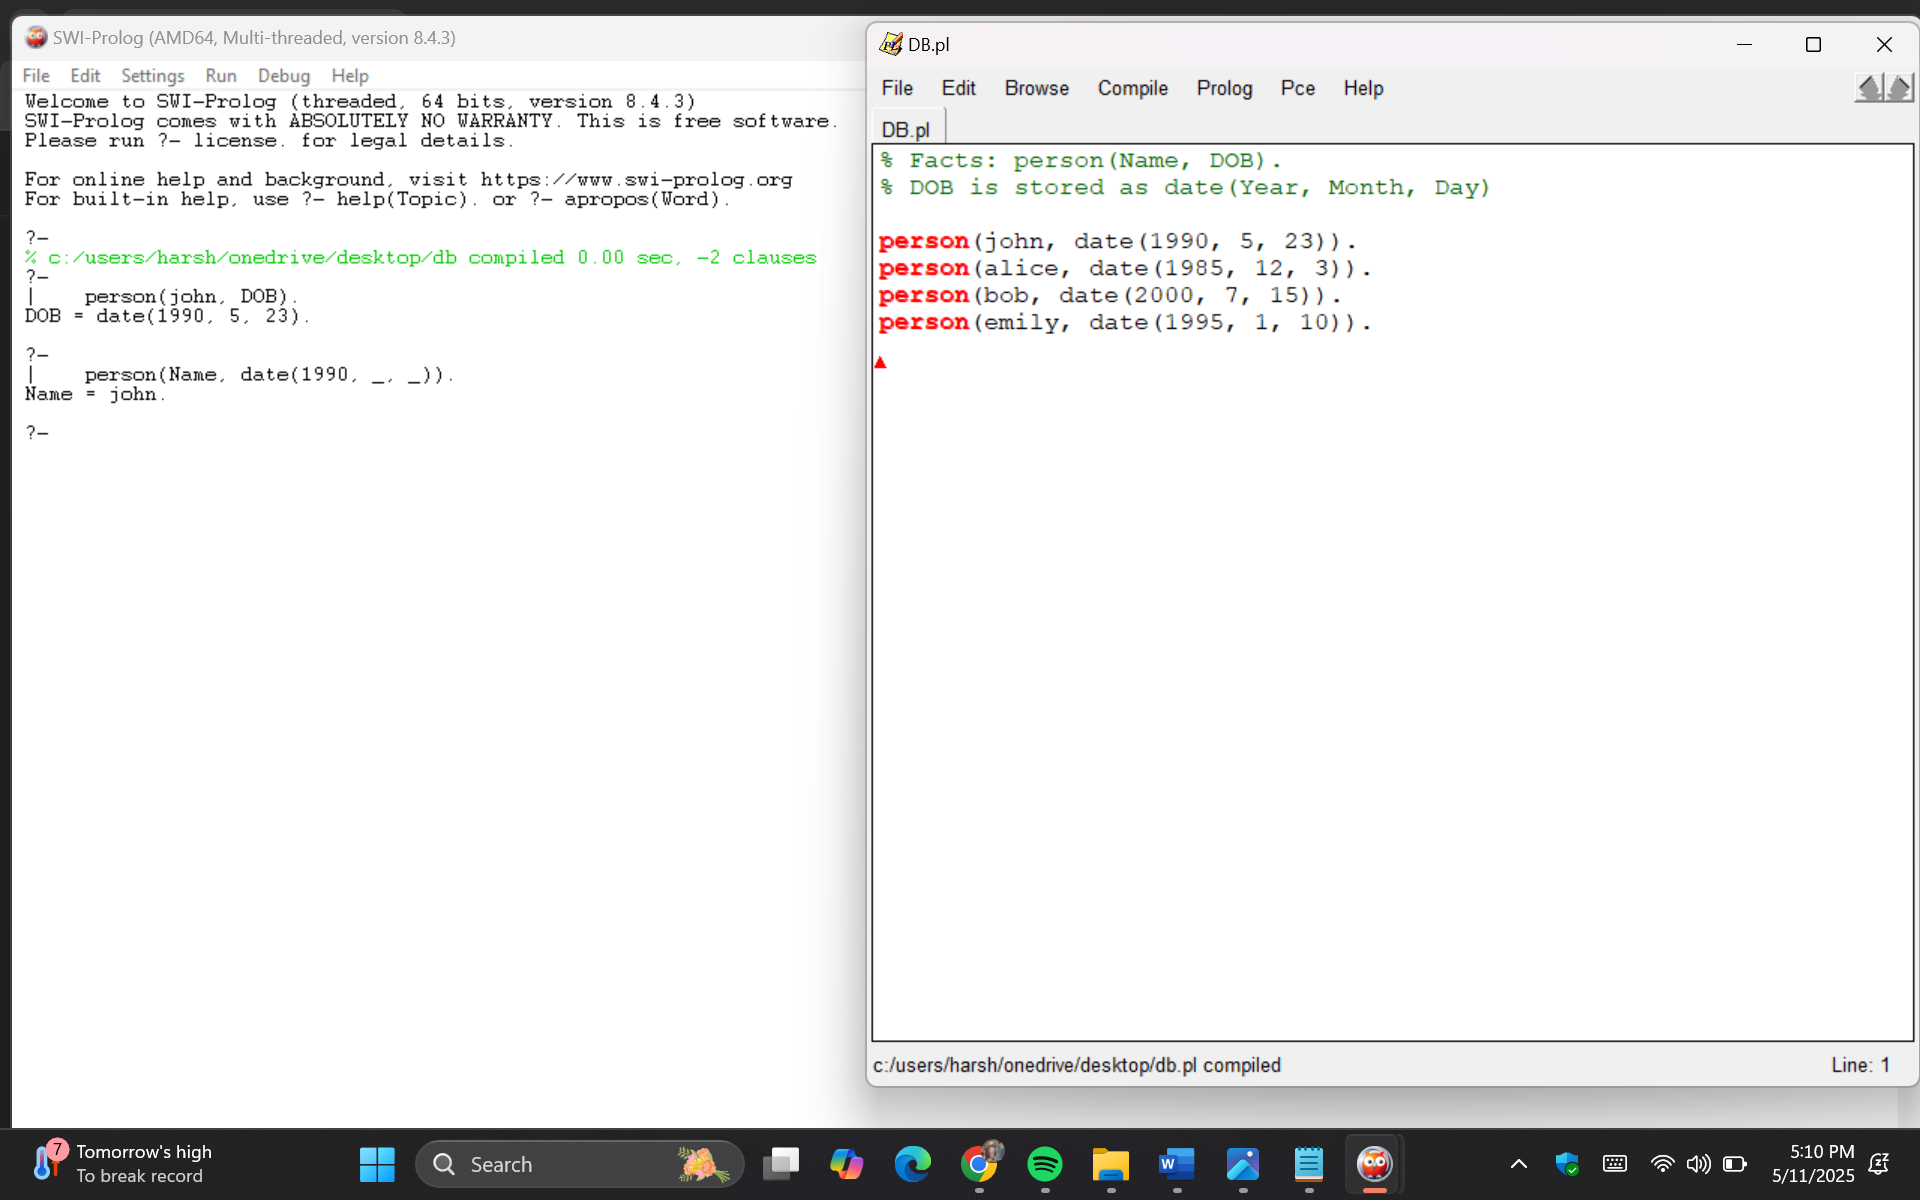 SWI-Prolog (AMD64, Multi-threaded, version 8.4.3)
File Edit Settings Run Debug Help
Welcome to SWI-Prolog (threaded, 64 bits, version 8.4.3)
SWI-Prolog comes with ABSOLUTELY NO WARRANTY. This is free software.
Please run ?- license. for legal details.
For online help and background, visit https://www.swi-prolog.org
For built-in help, use ?- help(Topic). or ?- apropos(Word).
?-
% c:/users/harsh/onedrive/desktop/db compiled 0.00 sec, -2 clauses
?-
| person(john, DOB).
DOB = date(1990, 5, 23).
?-
| person(Name, date(1990, _, _)).
Name = john.
?-
DB.pl
File Edit Browse Compile Prolog Pce Help
DB.pl
% Facts: person(Name, DOB).
% DOB is stored as date(Year, Month, Day)
person(john, date(1990, 5, 23)).
person(alice, date(1985, 12, 3)).
person(bob, date(2000, 7, 15)).
person(emily, date(1995, 1, 10)).
c:/users/harsh/onedrive/desktop/db.pl compiled
Line: 1
7
Tomorrow's high
To break record
Search
W
5:10 PM
5/11/2025